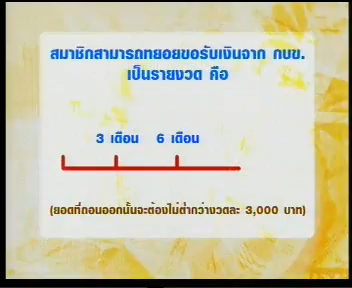 สมาชิกสามารถทยอยขอรับเงินจาก กบข.
เป็นรายงวด คือ
3 เดือน 6 เดือน
(ยอดที่ถอนออกนั้นจะต้องไม่ต่ำกว่างวดละ 3,000 บาท)